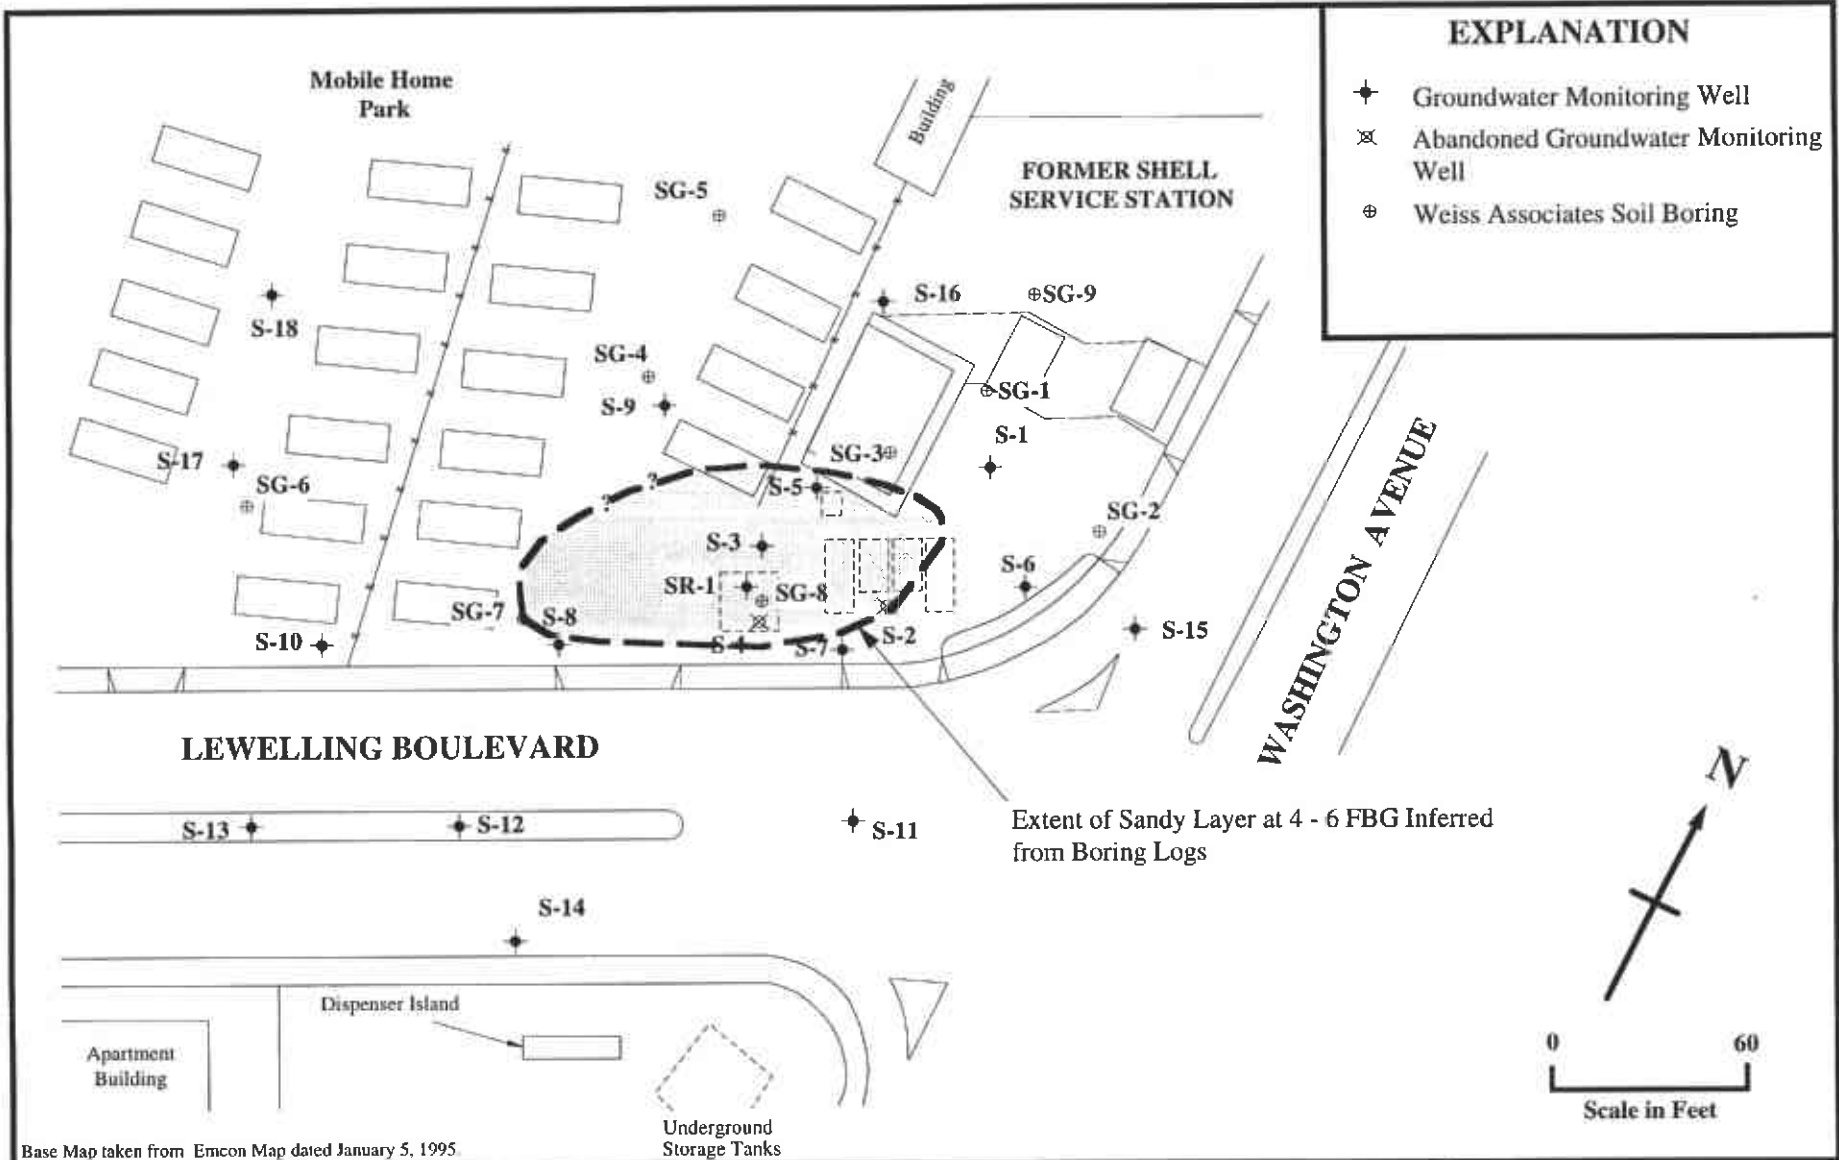 EXPLANATION
Groundwater Monitoring Well
Abandoned Groundwater Monitoring
Well
Weiss Associates Soil Boring
Mobile Home
Park
Building
FORMER SHELL
SERVICE STATION
SG-5
S-16
SG-9
S-18
SG-4
S-9
SG-1
S-1
SG-3
S-17
SG-6
?
?
S-5
SG-2
S-3
SR-1
SG-8
S-6
SG-7
S-8
S-10
S-4
S-7
S-2
S-15
WASHINGTON AVENUE
LEWELLING BOULEVARD
N
S-13
S-12
S-11
Extent of Sandy Layer at 4 - 6 FBG Inferred
from Boring Logs
S-14
Dispenser Island
Apartment
Building
0 60
Scale in Feet
Underground
Storage Tanks
Base Map taken from Emcon Map dated January 5, 1995